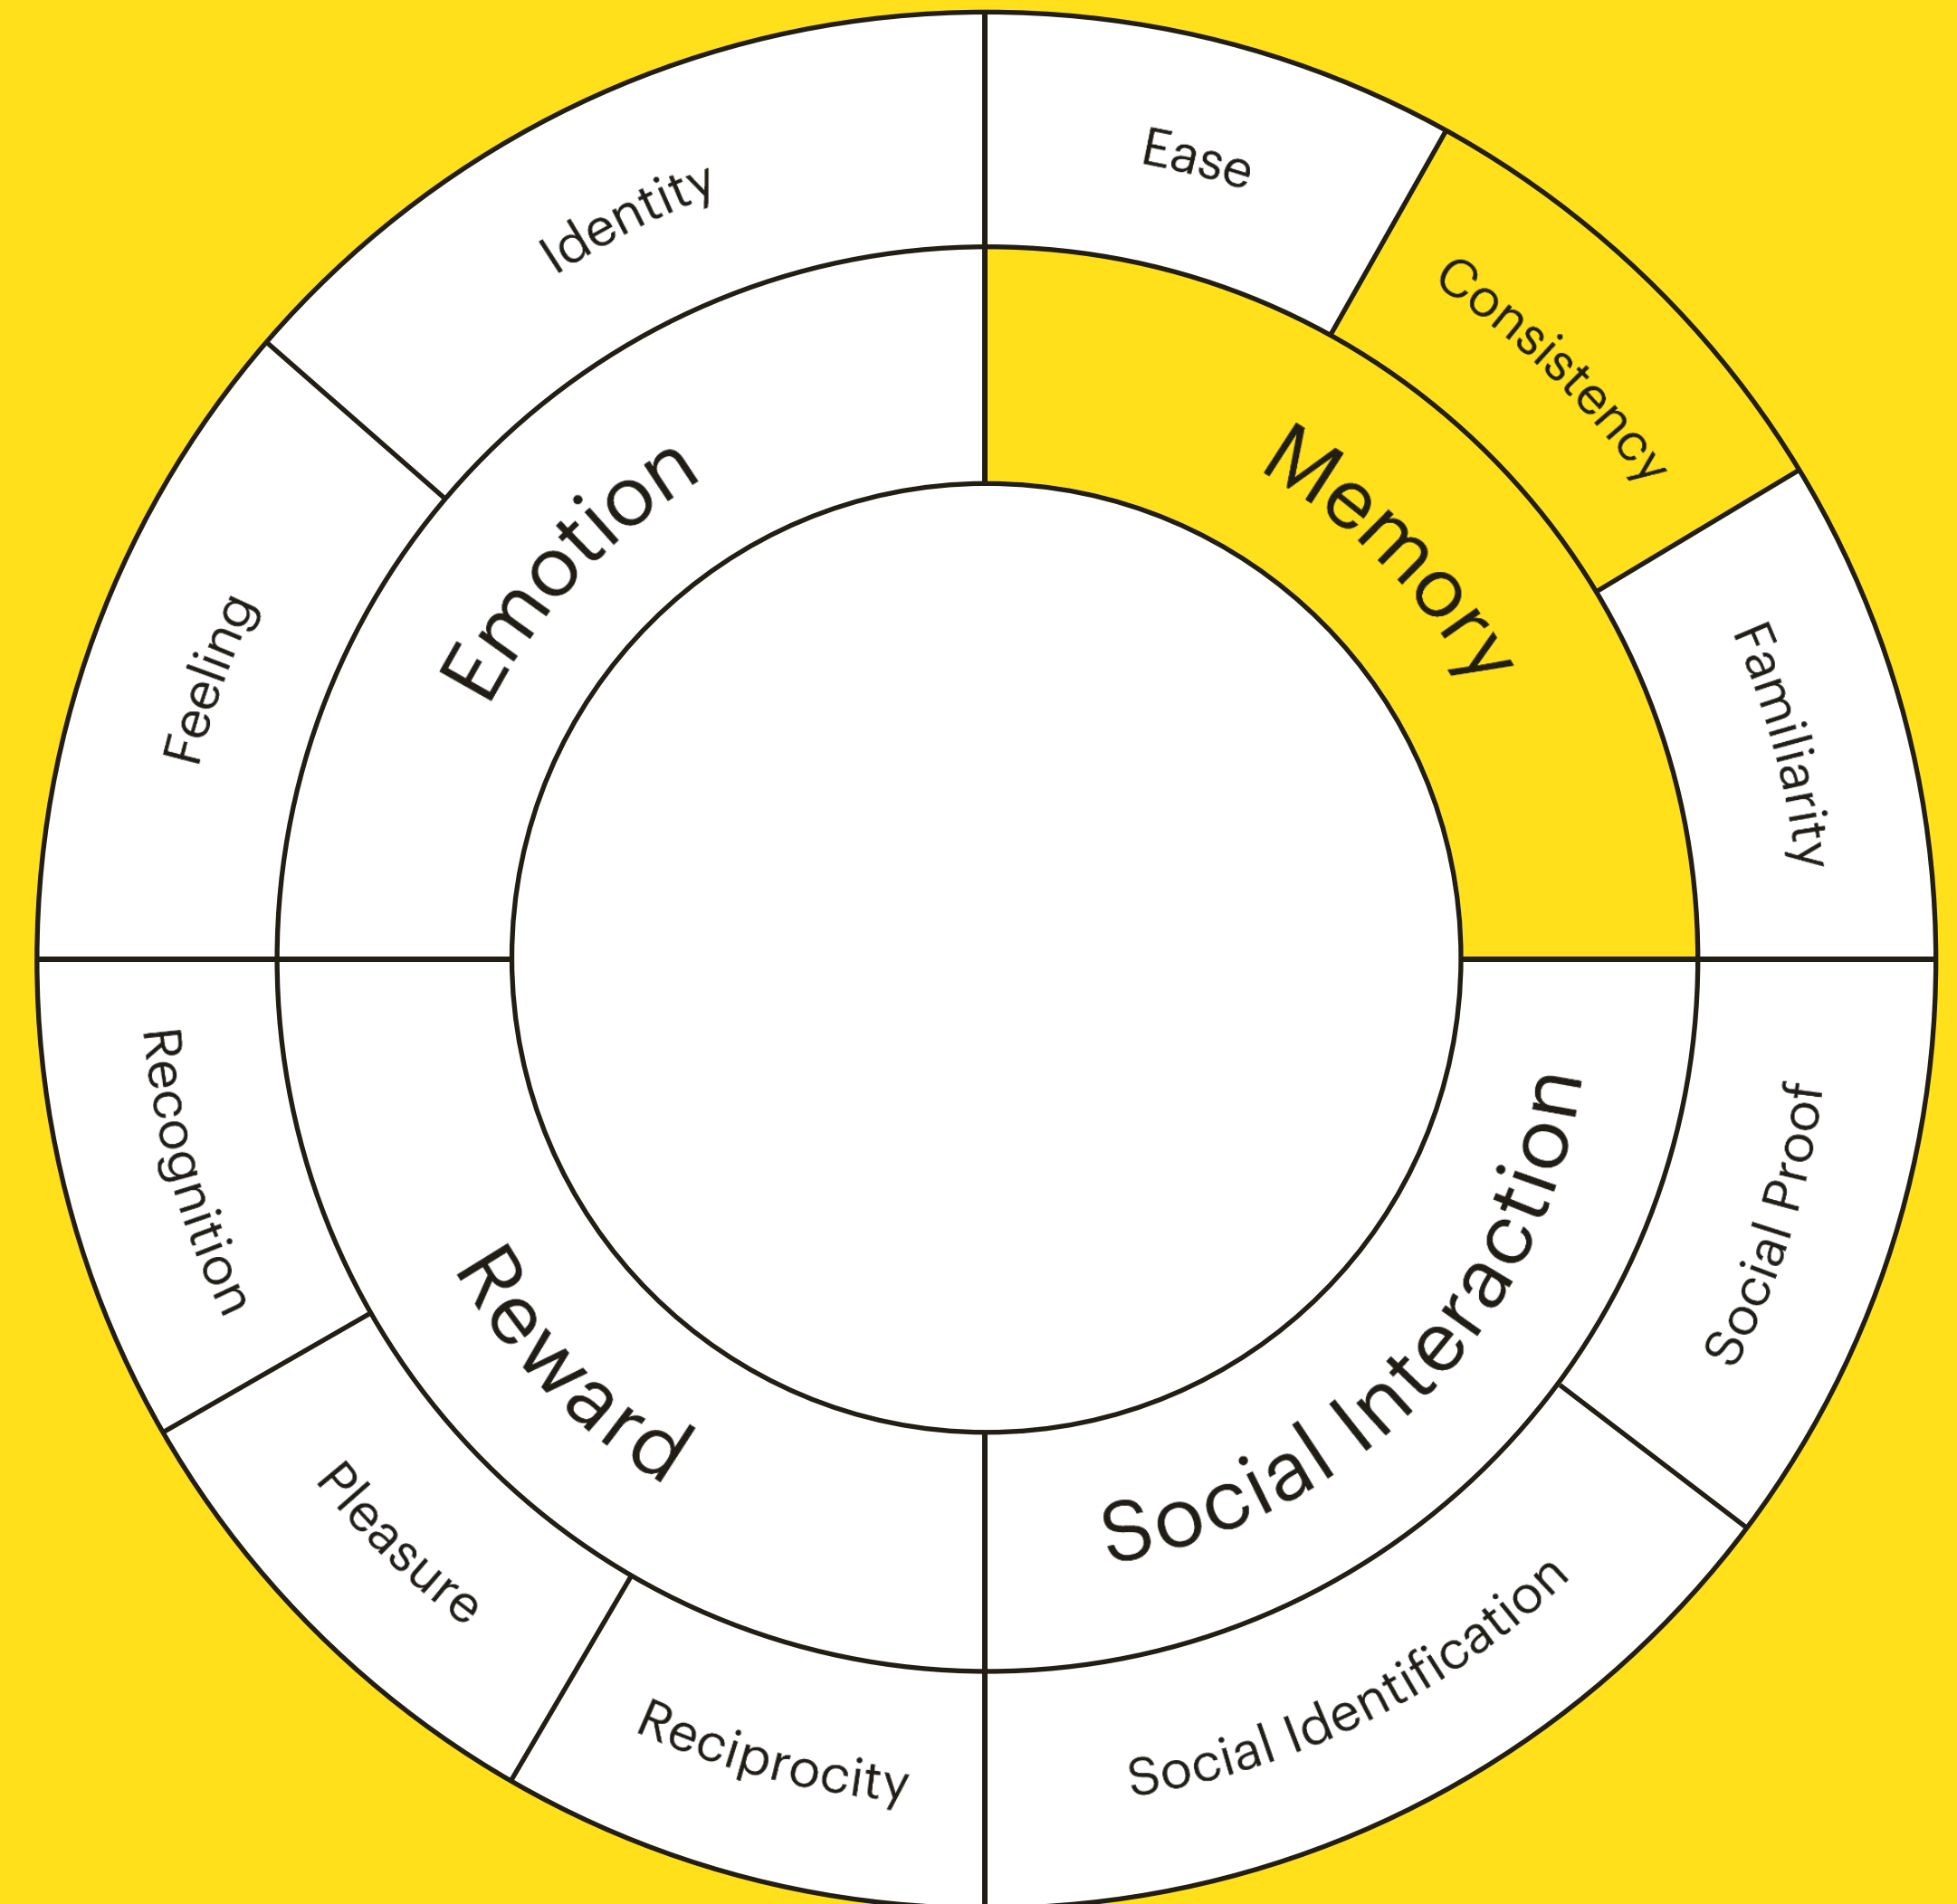 Identity
Ease
Consistency
Emotion
Memory
Feeling
Familiarity
Recognition
Social Proof
Reward
Social Interaction
Pleasure
Social Identification
Reciprocity